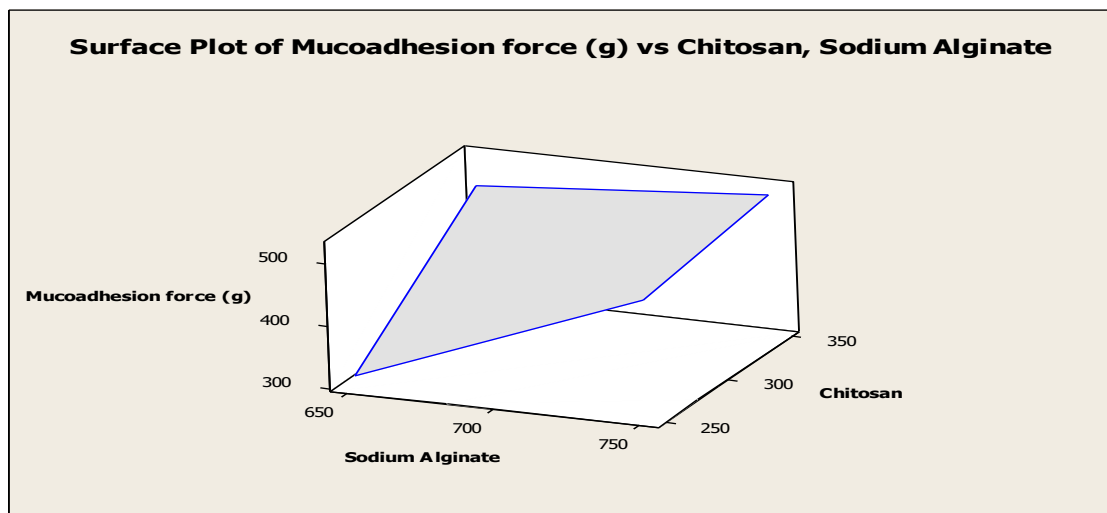 Surface Plot of Mucoadhesion force (g) vs Chitosan, Sodium Alginate
500
Mucoadhesion force (g)
400
300
650
700
750
Sodium Alginate
350
300
250
Chitosan